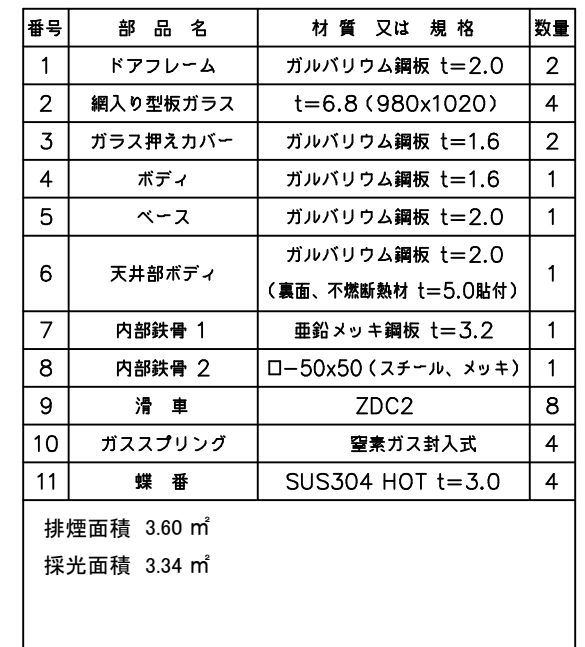 番号 部品名 材質 又は 規格 数量
1 ドアフレーム ガルバリウム鋼板 t=2.0 2
2 網入り型板ガラス t=6.8(980x1020) 4
3 ガラス押えカバー ガルバリウム鋼板 t=1.6 2
4 ボディ ガルバリウム鋼板 t=1.6 1
5 ベース ガルバリウム鋼板 t=2.0 1
6 天井部ボディ ガルバリウム鋼板 t=2.0 1
(裏面、不燃断熱材 t=5.0貼付)
7 内部鉄骨 1 亜鉛メッキ鋼板 t=3.2 1
8 内部鉄骨 2 ロ-50x50(スチール、メッキ) 1
9 滑車 ZDC2 8
10 ガススプリング 窒素ガス封入式 4
11 蝶番 SUS304 HOT t=3.0 4
排煙面積 3.60 ㎡
採光面積 3.34 ㎡